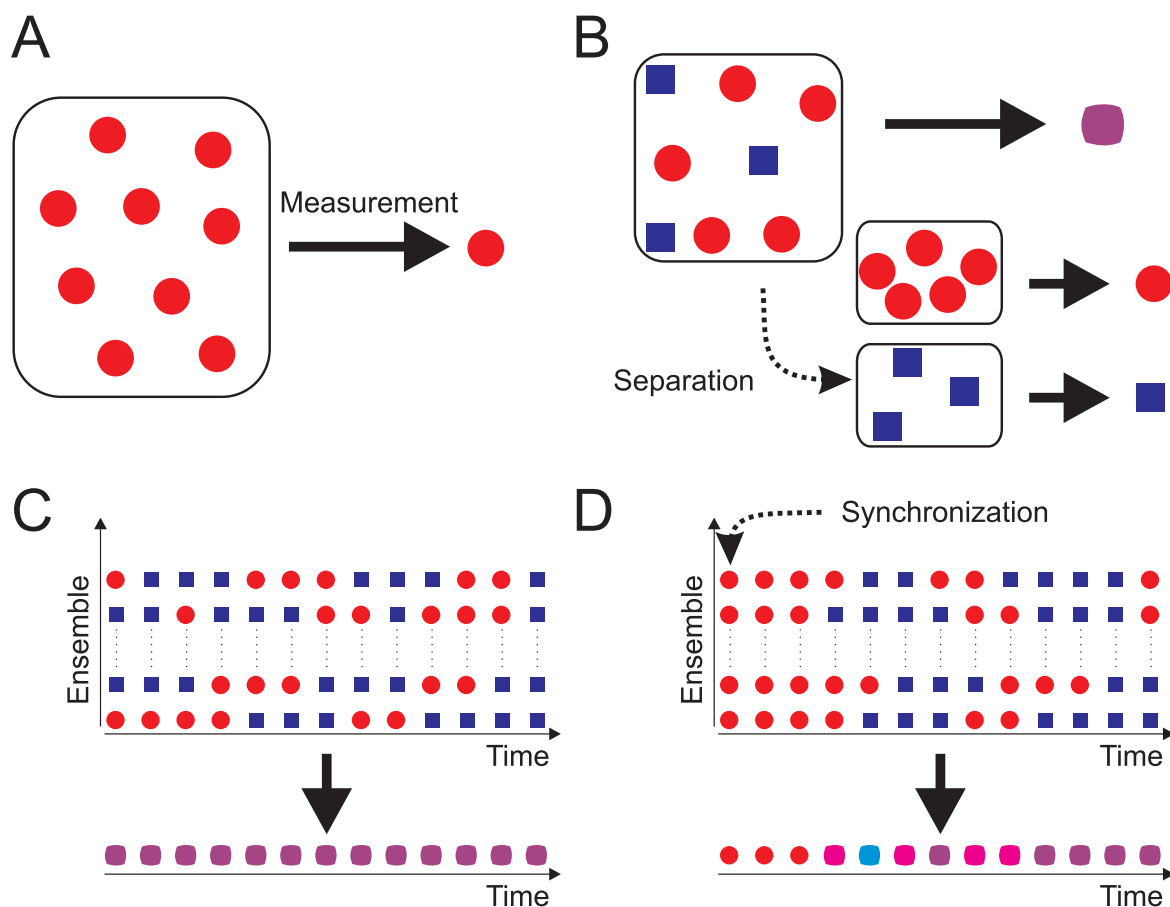 A
B
Measurement
Separation
C
D
Synchronization
Ensemble
Ensemble
Time
Time
Time
Time